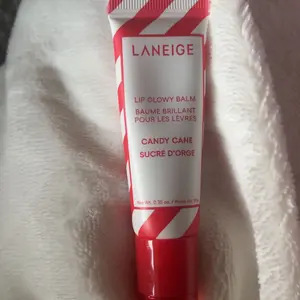 LANEIGE
LIP GLOWY BALM
BAUME BRILLANT
POUR LES LÈVRES
CANDY CANE
SUCRE D'ORGE